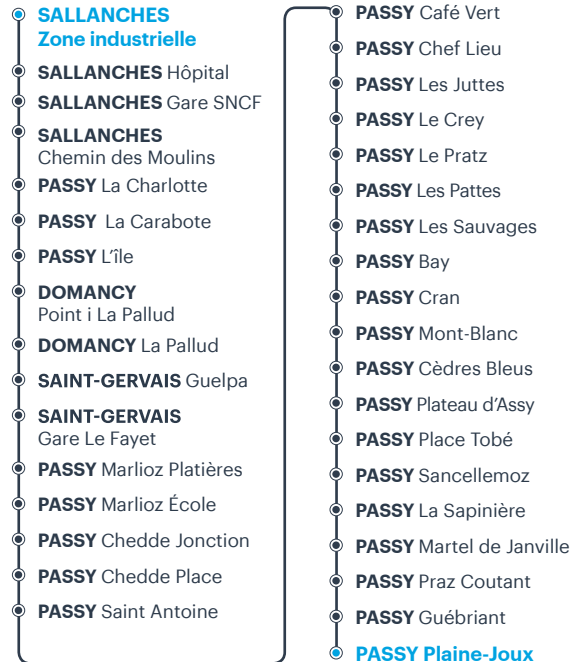 SALLANCHES
Zone industrielle
SALLANCHES Hôpital
SALLANCHES Gare SNCF
SALLANCHES
Chemin des Moulins
PASSY La Charlotte
PASSY La Carabote
PASSY L’île
DOMANCY
Point i La Pallud
DOMANCY La Pallud
SAINT-GERVAIS Guelpa
SAINT-GERVAIS
Gare Le Fayet
PASSY Marlioz Platières
PASSY Marlioz École
PASSY Chedde Jonction
PASSY Chedde Place
PASSY Saint Antoine
PASSY Café Vert
PASSY Chef Lieu
PASSY Les Juttes
PASSY Le Crey
PASSY Le Pratz
PASSY Les Pattes
PASSY Les Sauvages
PASSY Bay
PASSY Cran
PASSY Mont-Blanc
PASSY Cèdres Bleus
PASSY Plateau d’Assy
PASSY Place Tobé
PASSY Sancellemoz
PASSY La Sapinière
PASSY Martel de Janville
PASSY Praz Coutant
PASSY Guébriant
PASSY Plaine-Joux